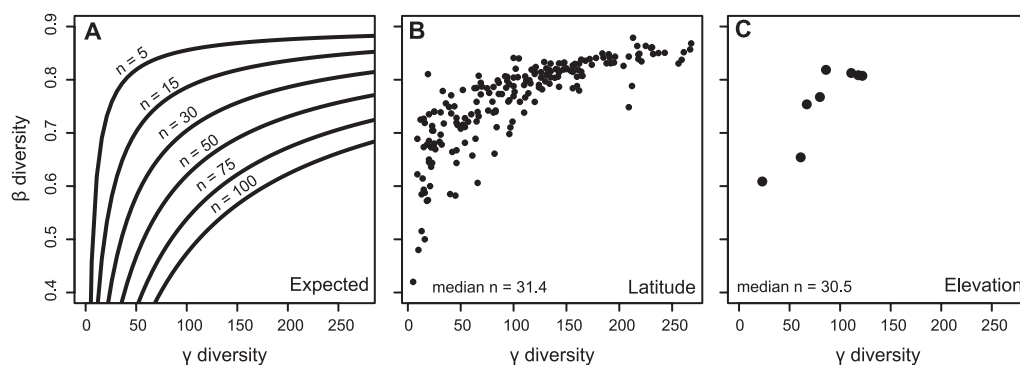 A
B
C
β diversity
0.9
0.8
0.7
0.6
0.5
0.4
n = 5
n = 15
n = 30
n = 50
n = 75
n = 100
Expected
median n = 31.4
Latitude
median n = 30.5
Elevation
0 50 100 150 200 250
0 50 100 150 200 250
0 50 100 150 200 250
γ diversity
γ diversity
γ diversity